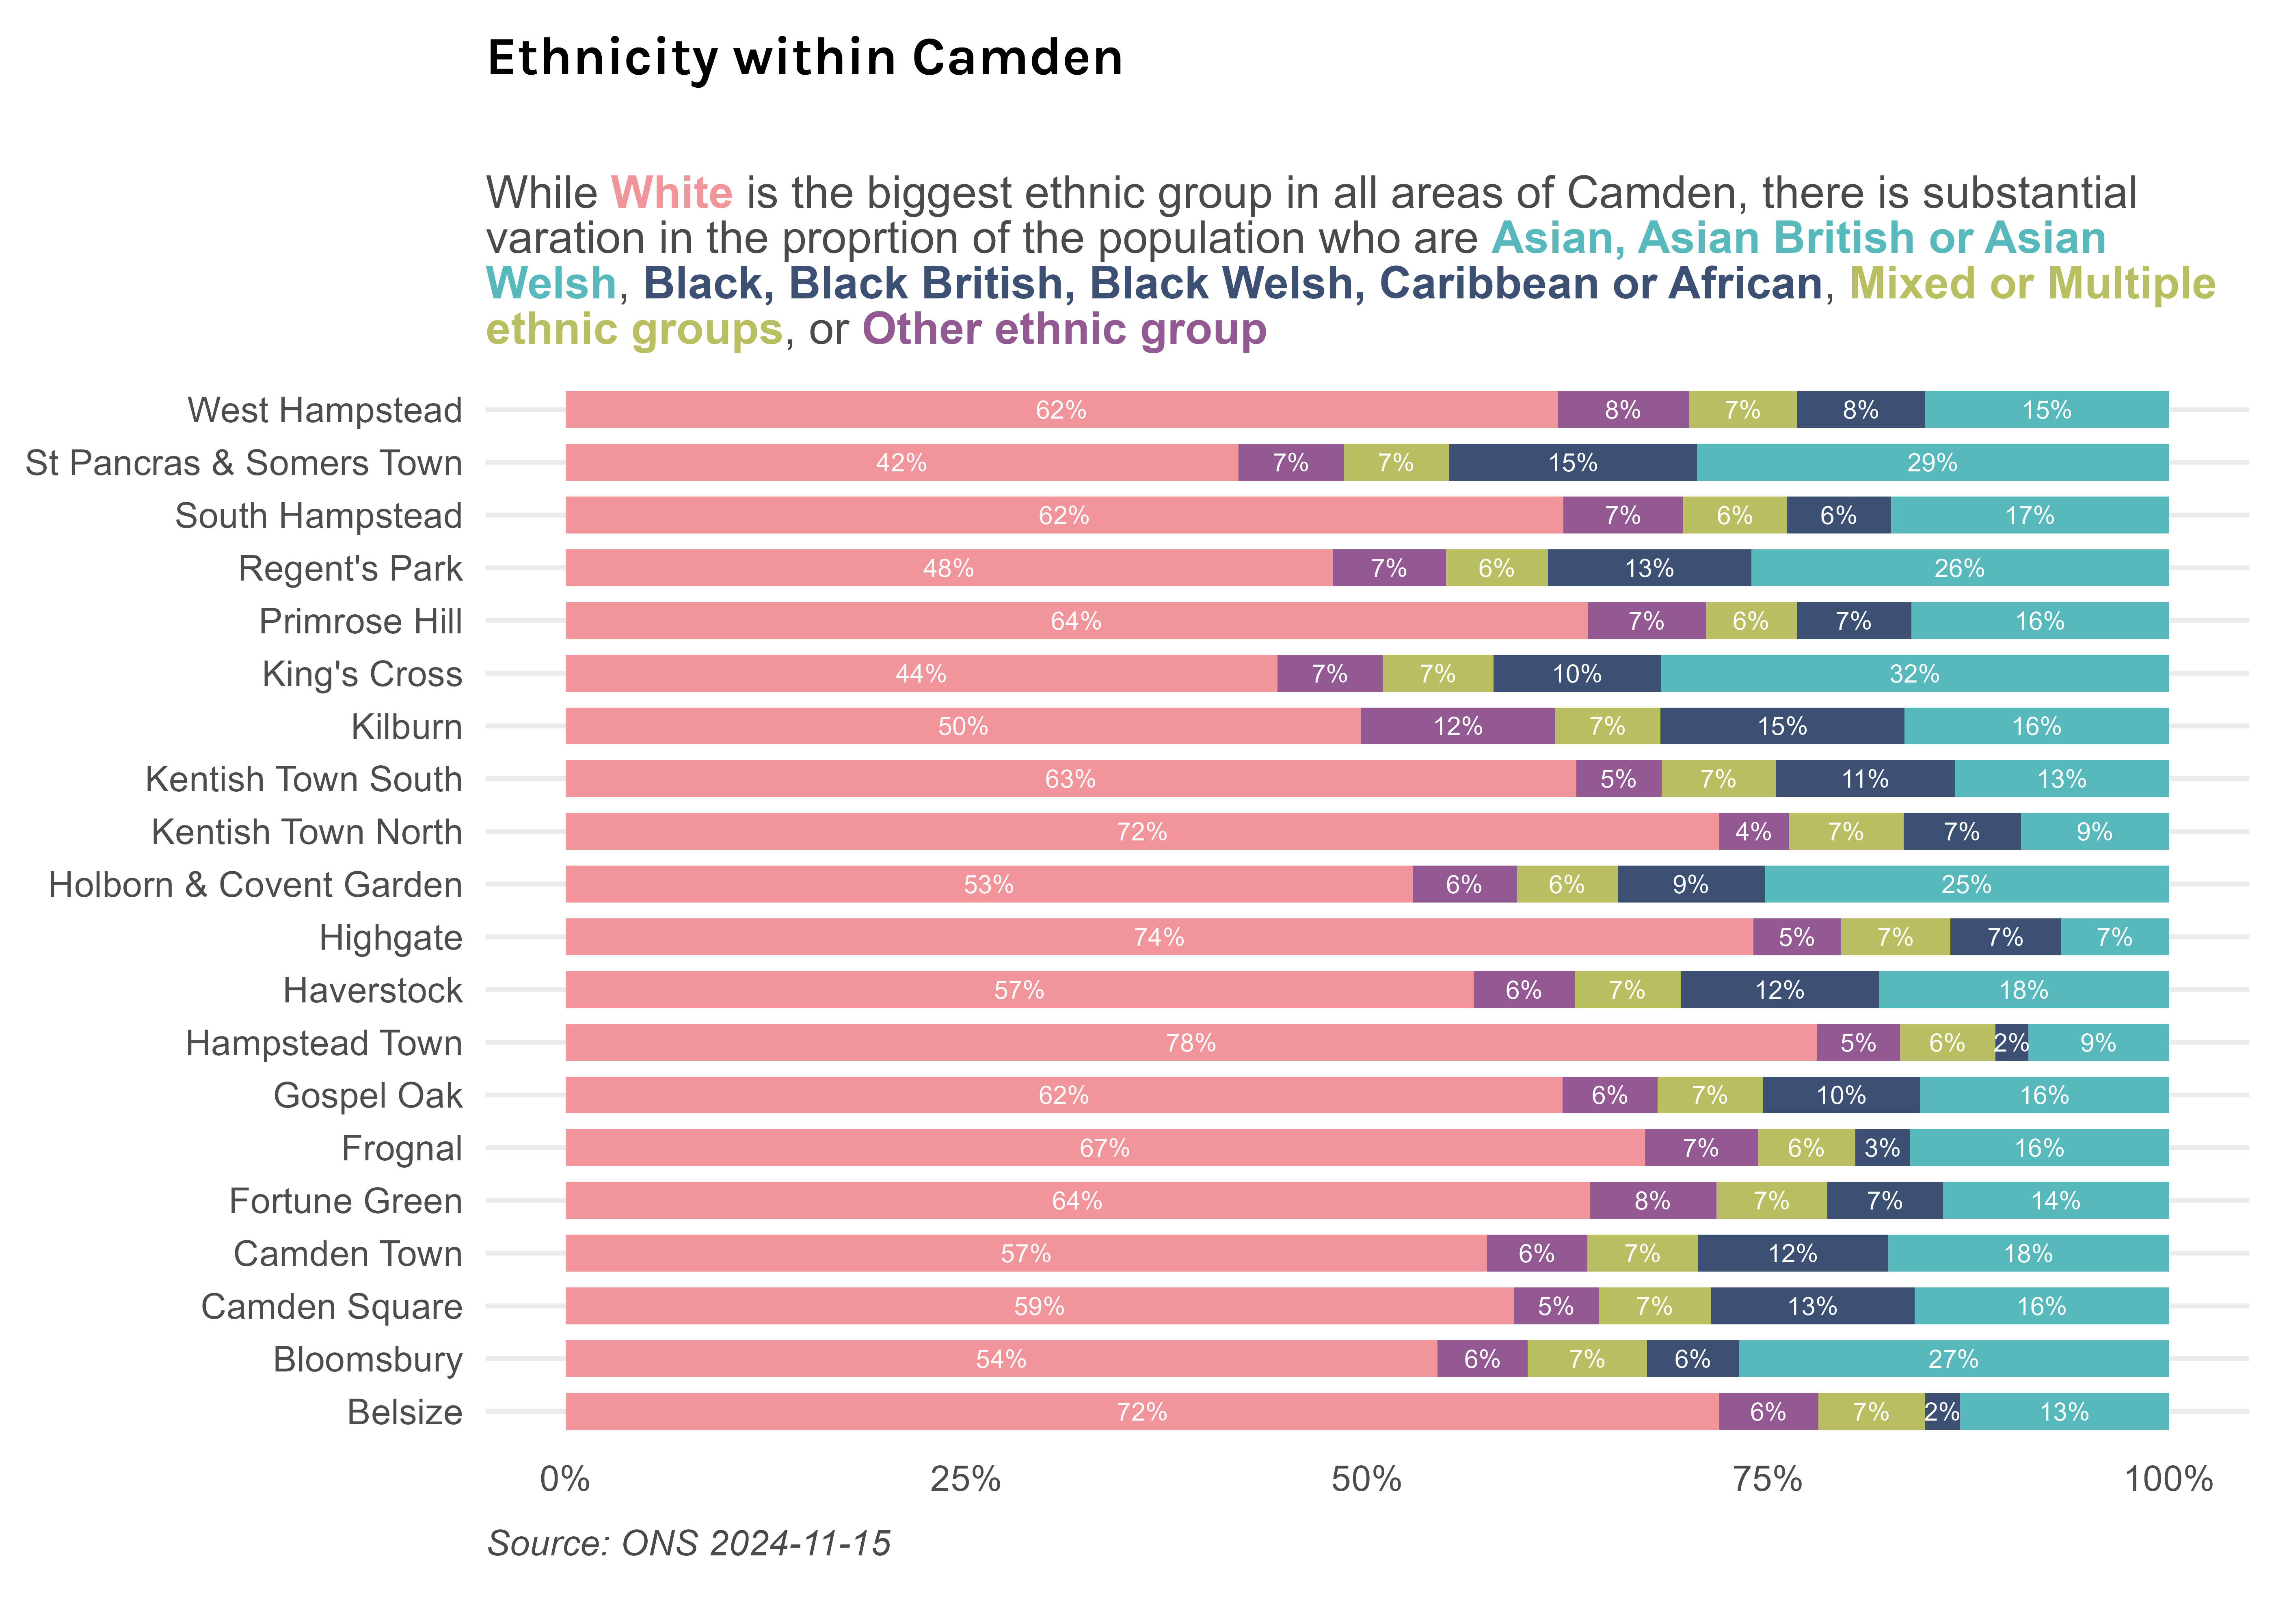 Ethnicity within Camden
While White is the biggest ethnic group in all areas of Camden, there is substantial
varation in the proprtion of the population who are Asian, Asian British or Asian
Welsh, Black, Black British, Black Welsh, Caribbean or African, Mixed or Multiple
ethnic groups, or Other ethnic group
West Hampstead 62% 8% 7% 8% 15%
St Pancras & Somers Town 42% 7% 7% 15% 29%
South Hampstead 62% 7% 6% 6% 17%
Regent's Park 48% 7% 6% 13% 26%
Primrose Hill 64% 7% 6% 7% 16%
King's Cross 44% 7% 7% 10% 32%
Kilburn 50% 12% 7% 15% 16%
Kentish Town South 63% 5% 7% 11% 13%
Kentish Town North 72% 4% 7% 7% 9%
Holborn & Covent Garden 53% 6% 6% 9% 25%
Highgate 74% 5% 7% 7% 7%
Haverstock 57% 6% 7% 12% 18%
Hampstead Town 78% 5% 6% 2% 9%
Gospel Oak 62% 6% 7% 10% 16%
Frognal 67% 7% 6% 3% 16%
Fortune Green 64% 8% 7% 7% 14%
Camden Town 57% 6% 7% 12% 18%
Camden Square 59% 5% 7% 13% 16%
Bloomsbury 54% 6% 7% 6% 27%
Belsize 72% 6% 7% 2% 13%
0% 25% 50% 75% 100%
Source: ONS 2024-11-15